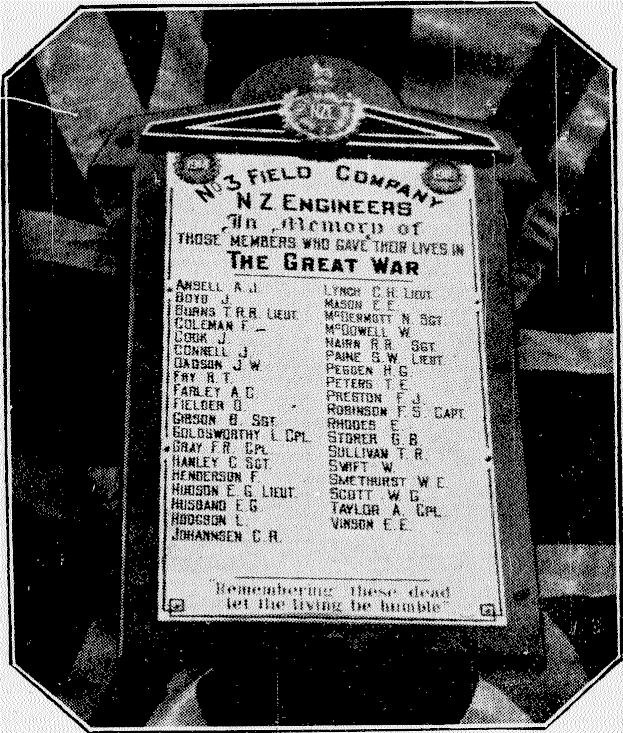 NZE
No 3 FIELD COMPANY
N Z ENGINEERS
In Memory of
THOSE MEMBERS WHO GAVE THEIR LIVES IN
THE GREAT WAR
ANSELL A J.
BOYD J.
BURNS T.R.R. LIEUT.
COLEMAN F.
COOK J
CONNELL J
DADSON J W
FAY R.T.
FARLEY A C
FIELDER O.
GIBSON B. SGT
GOLDSWORTHY L CPL.
GRAY F.R. CPL
HANLEY C SGT.
HENDERSON F.
HUDSON E. G. LIEUT.
HUSBAND E G
HODGSON L.
JOHANNSEN C. R.
LYNCH C. H. LIEUT.
MASON E E.
McDERMOTT N SGT
McDOWELL W.
NAIRN R R. SGT.
PAINE S. W. LIEUT
PEGDEN H. G
PETERS T E.
PRESTON F J.
ROBINSON F S. CAPT.
RHODES E.
STORER G. B.
SULLIVAN T R.
SWIFT W.
SMETHURST W E.
SCOTT W. G.
TAYLOR A. CPL.
VINSON E. E.
"Remembering these dead
let the living be humble"